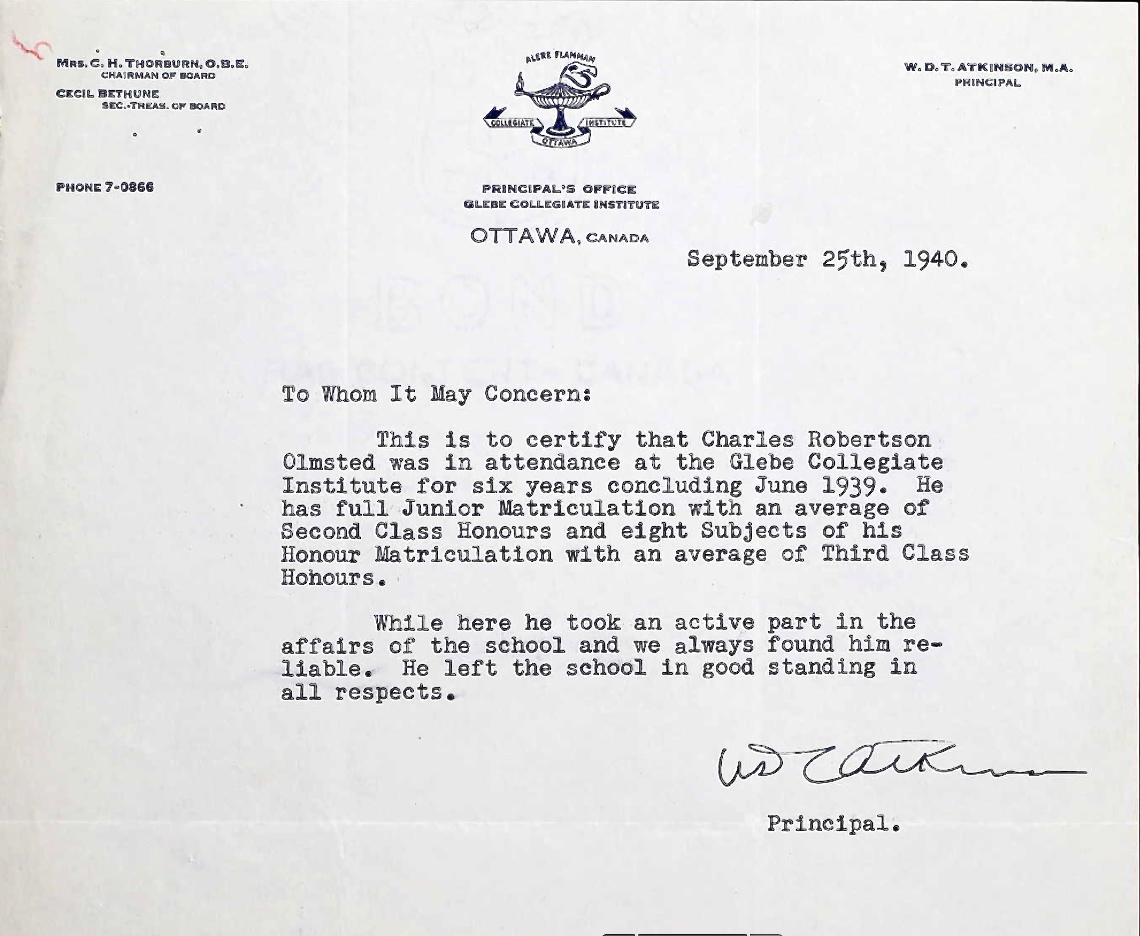 MRS. C. H. THORBURN, O.B.E.
CHAIRMAN OF BOARD
CECIL BETHUNE
SEC.-TREAS. OF BOARD
PHONE 7-0866
ALERE FLAMMAM
COLLEGIATE INSTITUTE
OTTAWA
W. D. T. ATKINSON, M.A.
PRINCIPAL
PRINCIPAL'S OFFICE
GLEBE COLLEGIATE INSTITUTE
OTTAWA, CANADA
September 25th, 1940.
To Whom It May Concern:
This is to certify that Charles Robertson
Olmsted was in attendance at the Glebe Collegiate
Institute for six years concluding June 1939. He
has full Junior Matriculation with an average of
Second Class Honours and eight Subjects of his
Honour Matriculation with an average of Third Class
Hohours.
While here he took an active part in the
affairs of the school and we always found him re-
liable. He left the school in good standing in
all respects.
WDT Atkinson
Principal.